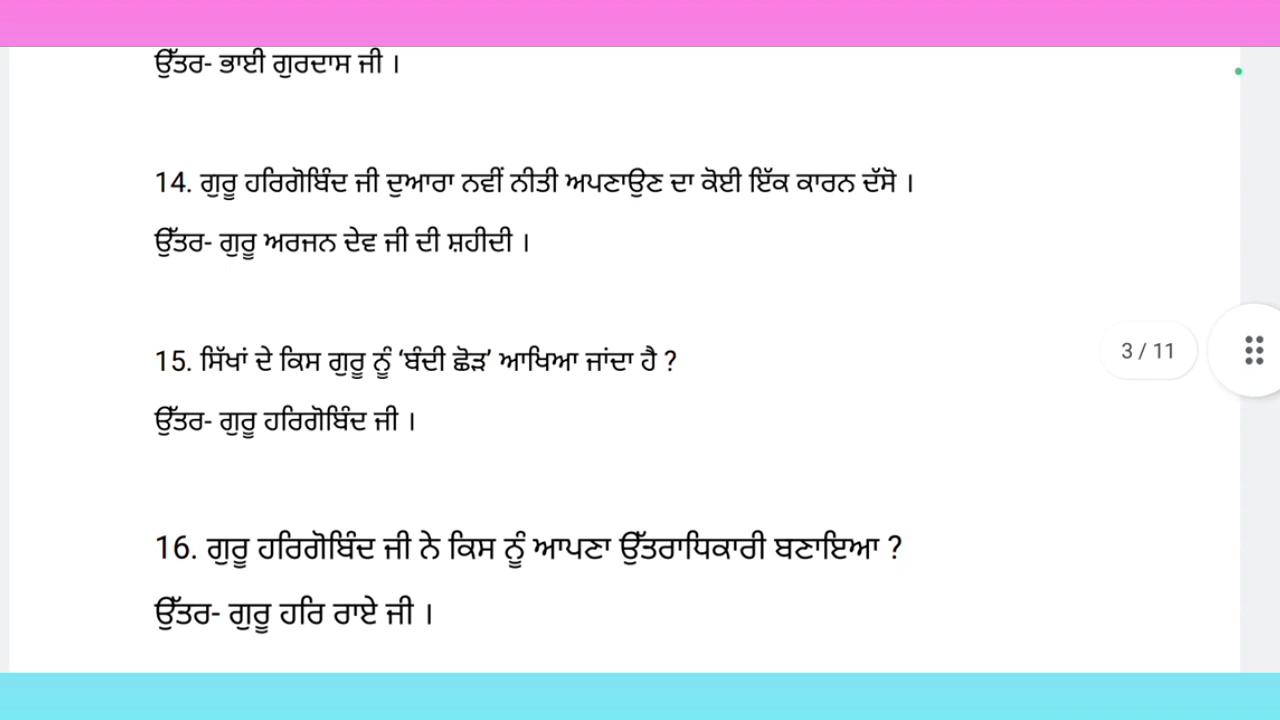 ਉੱਤਰ- ਭਾਈ ਗੁਰਦਾਸ ਜੀ ।
14. ਗੁਰੂ ਹਰਿਗੋਬਿੰਦ ਜੀ ਦੁਆਰਾ ਨਵੀਂ ਨੀਤੀ ਅਪਣਾਉਣ ਦਾ ਕੋਈ ਇੱਕ ਕਾਰਨ ਦੱਸੋ ।
ਉੱਤਰ- ਗੁਰੂ ਅਰਜਨ ਦੇਵ ਜੀ ਦੀ ਸ਼ਹੀਦੀ ।
15. ਸਿੱਖਾਂ ਦੇ ਕਿਸ ਗੁਰੂ ਨੂੰ ‘ਬੰਦੀ ਛੋੜ’ ਆਖਿਆ ਜਾਂਦਾ ਹੈ ?
3 / 11
ਉੱਤਰ- ਗੁਰੂ ਹਰਿਗੋਬਿੰਦ ਜੀ ।
16. ਗੁਰੂ ਹਰਿਗੋਬਿੰਦ ਜੀ ਨੇ ਕਿਸ ਨੂੰ ਆਪਣਾ ਉੱਤਰਾਧਿਕਾਰੀ ਬਣਾਇਆ ?
ਉੱਤਰ- ਗੁਰੂ ਹਰਿ ਰਾਏ ਜੀ ।